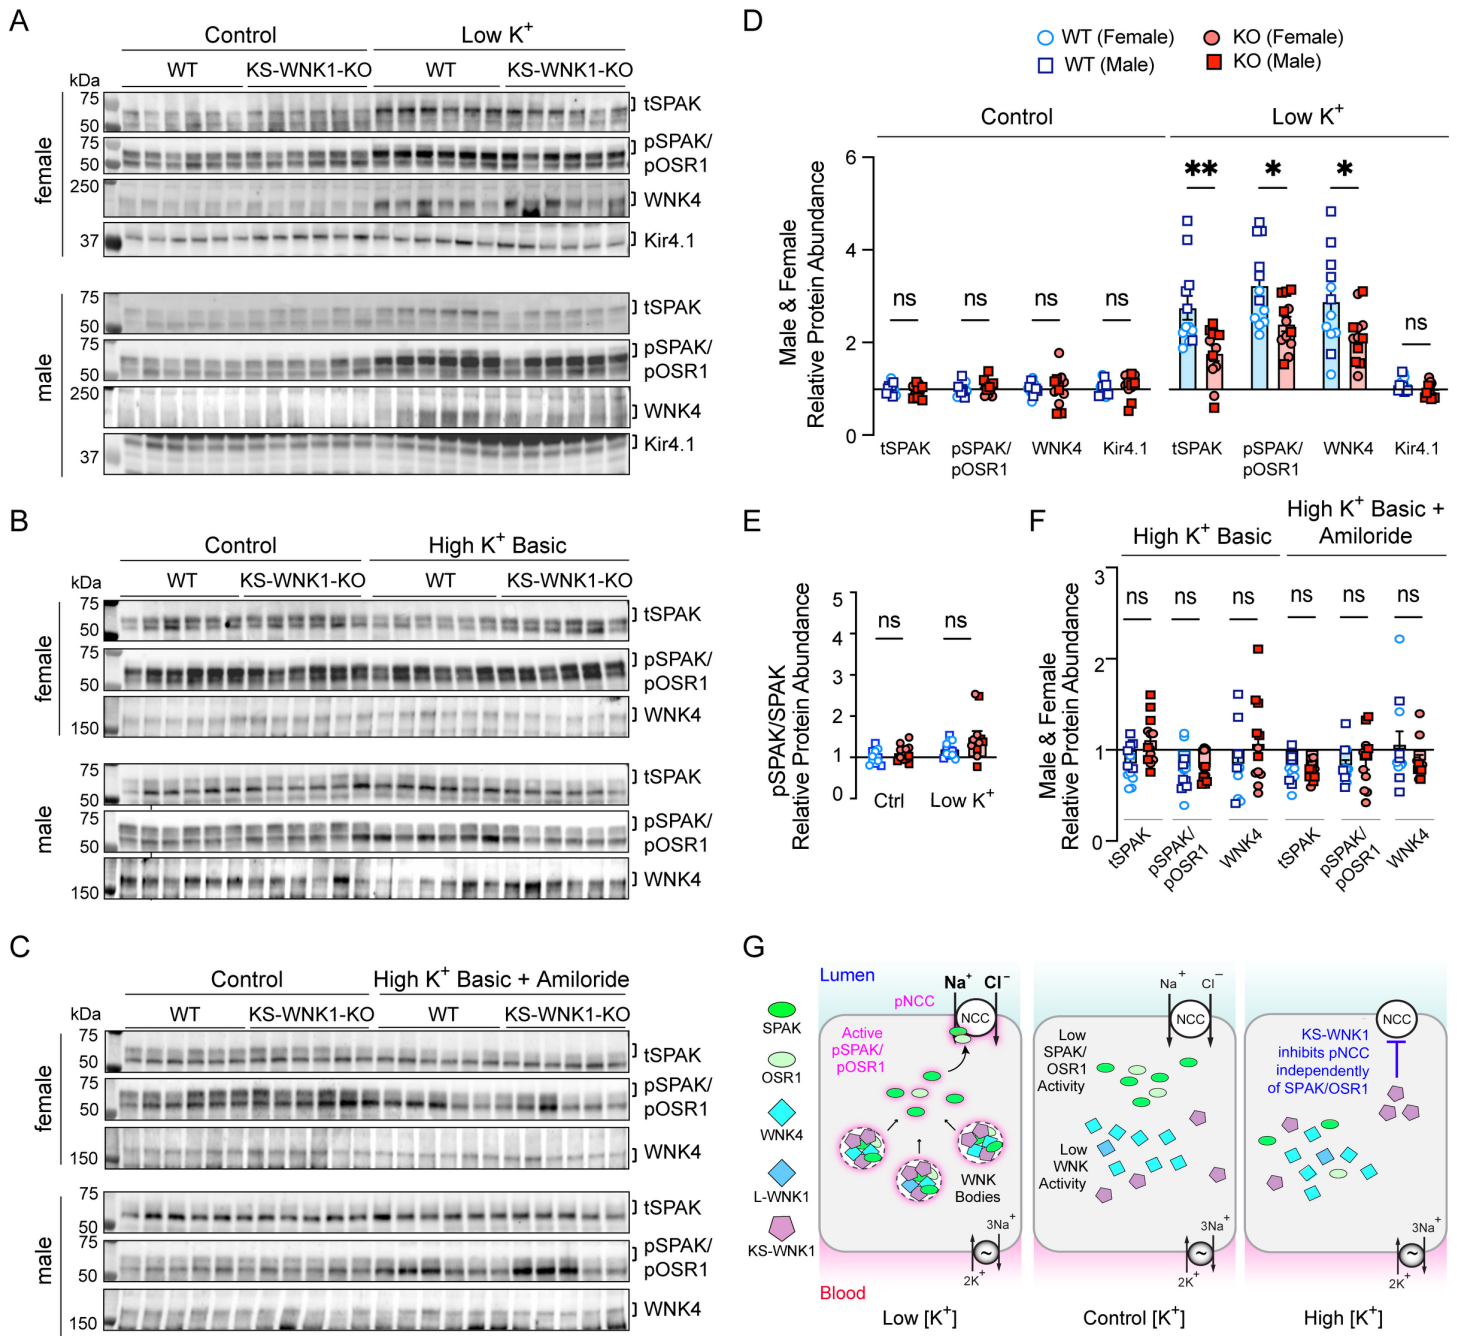 A
Control
Low K+
WT
KS-WNK1-KO
WT
KS-WNK1-KO
kDa
female
75
50
tSPAK
75
50
pSPAK/
pOSR1
250
WNK4
37
Kir4.1
male
75
50
tSPAK
75
50
pSPAK/
pOSR1
250
WNK4
37
Kir4.1
B
Control
High K+ Basic
WT
KS-WNK1-KO
WT
KS-WNK1-KO
kDa
female
75
50
tSPAK
75
50
pSPAK/
pOSR1
150
WNK4
male
75
50
tSPAK
75
50
pSPAK/
pOSR1
150
WNK4
C
Control
High K+ Basic + Amiloride
WT
KS-WNK1-KO
WT
KS-WNK1-KO
kDa
female
75
50
tSPAK
75
50
pSPAK/
pOSR1
150
WNK4
male
75
50
tSPAK
75
50
pSPAK/
pOSR1
150
WNK4
D
WT (Female)
KO (Female)
WT (Male)
KO (Male)
Control
Low K+
Male & Female
Relative Protein Abundance
6
4
2
0
ns
ns
ns
ns
**
*
*
ns
tSPAK
pSPAK/
pOSR1
WNK4
Kir4.1
tSPAK
pSPAK/
pOSR1
WNK4
Kir4.1
E
pSPAK/SPAK
Relative Protein Abundance
5
4
3
2
1
0
ns
ns
Ctrl
Low K+
F
High K+ Basic
High K+ Basic +
Amiloride
Male & Female
Relative Protein Abundance
3
2
1
0
ns
ns
ns
ns
ns
ns
tSPAK
pSPAK/
pOSR1
WNK4
tSPAK
pSPAK/
pOSR1
WNK4
G
SPAK
OSR1
WNK4
L-WNK1
KS-WNK1
Lumen
Na+
Cl−
pNCC
NCC
Active
pSPAK/
pOSR1
WNK
Bodies
3Na+
~
2K+
Blood
Low [K+]
Na+
Cl−
NCC
Low
SPAK/
OSR1
Activity
Low
WNK
Activity
3Na+
~
2K+
Control [K+]
NCC
KS-WNK1
inhibits pNCC
independently
of SPAK/OSR1
3Na+
~
2K+
High [K+]